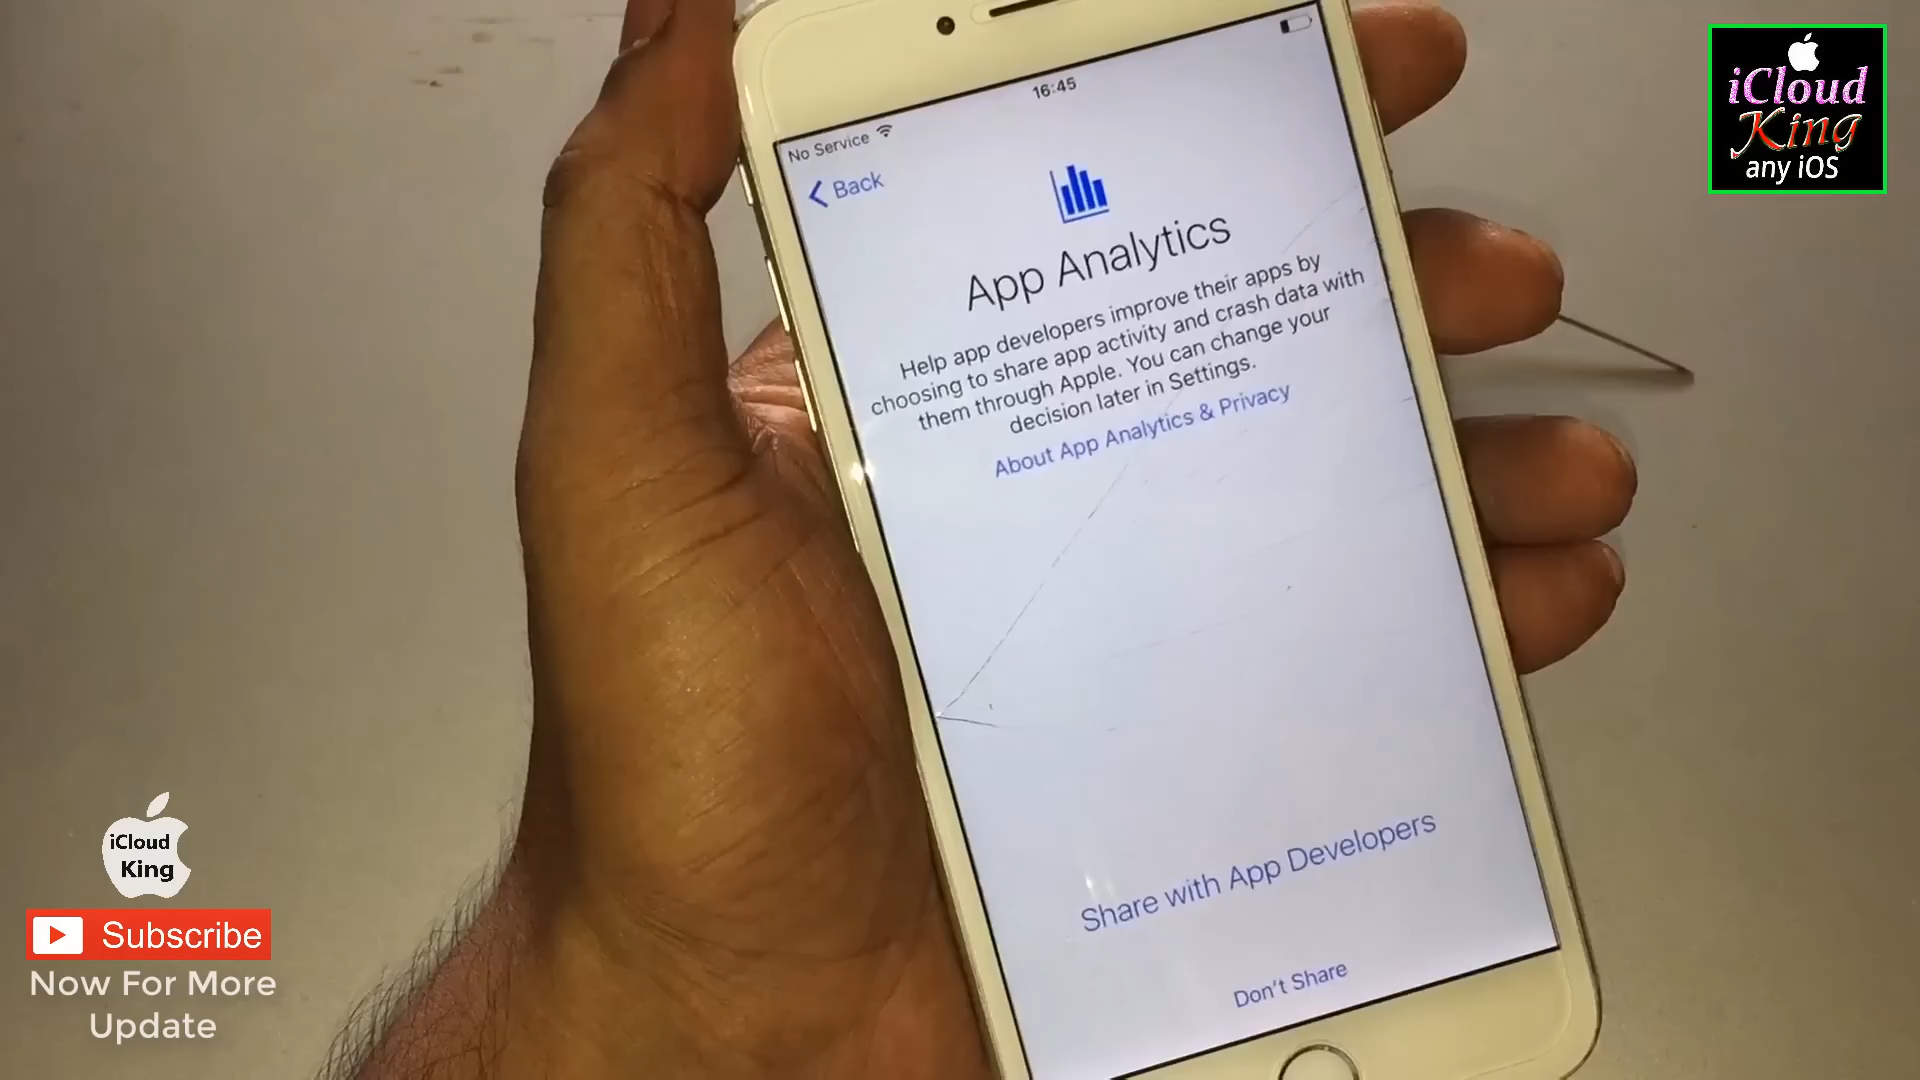 No Service
16:45
Back
App Analytics
Help app developers improve their apps by
choosing to share app activity and crash data with
them through Apple. You can change your
decision later in Settings.
About App Analytics & Privacy
Share with App Developers
Don't Share
iCloud
King
any iOS
iCloud
King
Subscribe
Now For More
Update